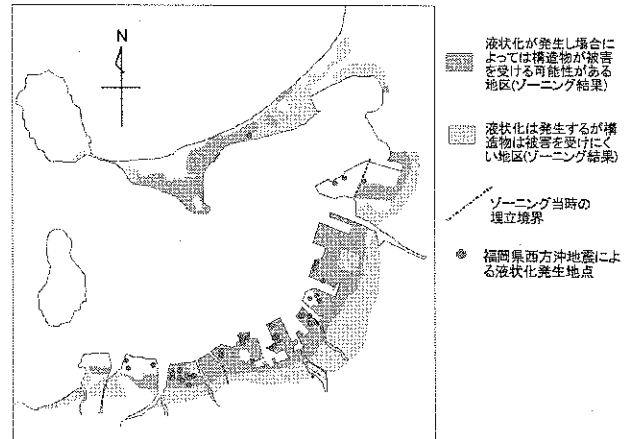 N
液状化が発生し場合に
よっては構造物が被害
を受ける可能性がある
地区(ゾーニング結果)
液状化は発生するが構
造物は被害を受けにく
い地区(ゾーニング結果)
ゾーニング当時の
埋立境界
福岡県西方沖地震によ
る液状化発生地点